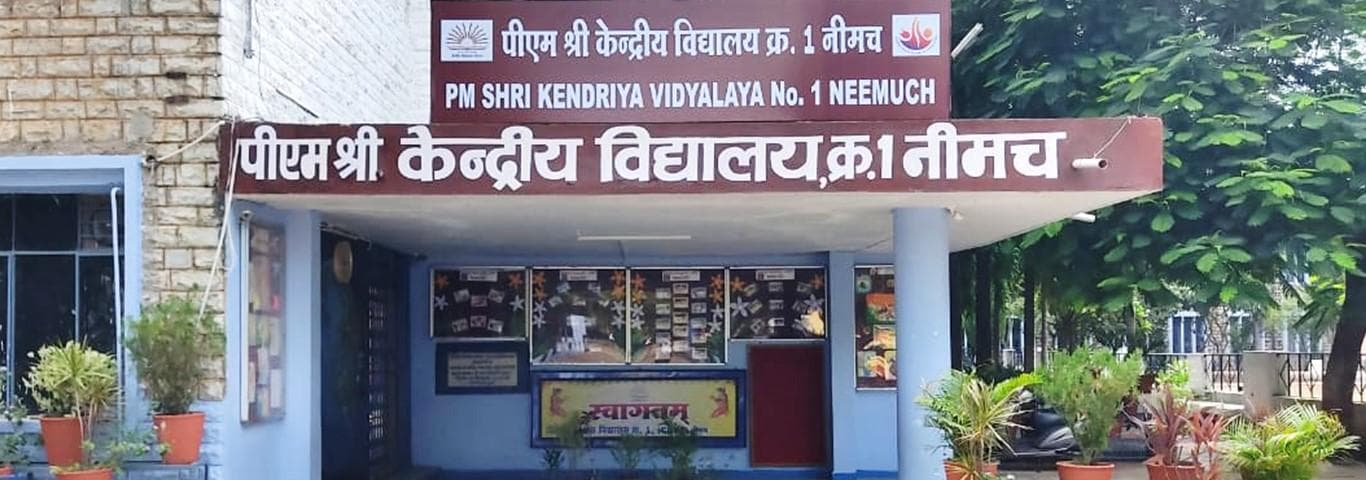 पीएम श्री केन्द्रीय विद्यालय क्र. 1 नीमच
PM SHRI KENDRIYA VIDYALAYA No. 1 NEEMUCH
पीएम श्री केन्द्रीय विद्यालय,क्र.1 नीमच
स्वागतम्